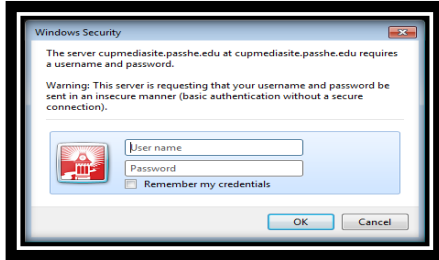 Windows Security
The server cupmediasite.passhe.edu at cupmediasite.passhe.edu requires
a username and password.
Warning: This server is requesting that your username and password be
sent in an insecure manner (basic authentication without a secure
connection).
User name
Password
Remember my credentials
OK Cancel